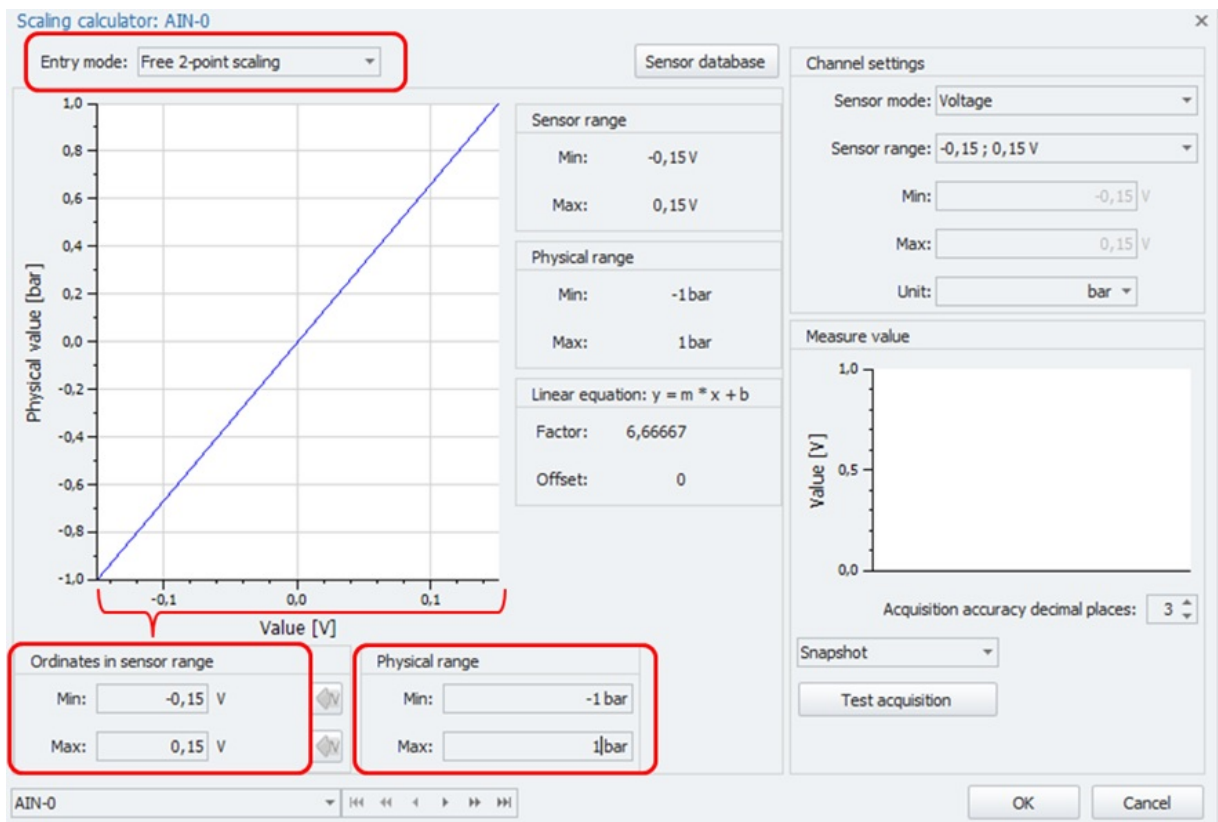 Scaling calculator: AIN-0
Entry mode: Free 2-point scaling
Sensor database
1,0
0,8
0,6
0,4
0,2
0,0
-0,2
-0,4
-0,6
-0,8
-1,0
Physical value [bar]
-0,1 0,0 0,1
Value [V]
Sensor range
Min: -0,15 V
Max: 0,15 V
Physical range
Min: -1 bar
Max: 1 bar
Linear equation: y = m * x + b
Factor: 6,66667
Offset: 0
Ordinates in sensor range
Min: -0,15 V
Max: 0,15 V
Physical range
Min: -1 bar
Max: 1 bar
Channel settings
Sensor mode: Voltage
Sensor range: -0,15 ; 0,15 V
Min: -0,15 V
Max: 0,15 V
Unit: bar
Measure value
1,0
0,5
0,0
Value [V]
Acquisition accuracy decimal places: 3
Snapshot
Test acquisition
AIN-0
OK Cancel